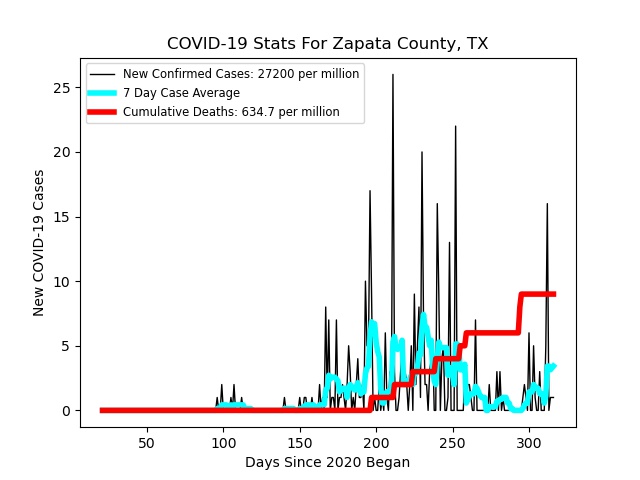 COVID-19 Stats For Zapata County, TX
New Confirmed Cases: 27200 per million
7 Day Case Average
Cumulative Deaths: 634.7 per million
New COVID-19 Cases
25
20
15
10
5
0
50 100 150 200 250 300
Days Since 2020 Began